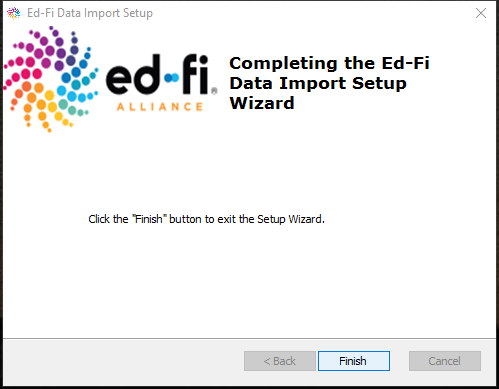 Ed-Fi Data Import Setup
ed-fi®
ALLIANCE
Completing the Ed-Fi
Data Import Setup
Wizard
Click the "Finish" button to exit the Setup Wizard.
< Back
Finish
Cancel